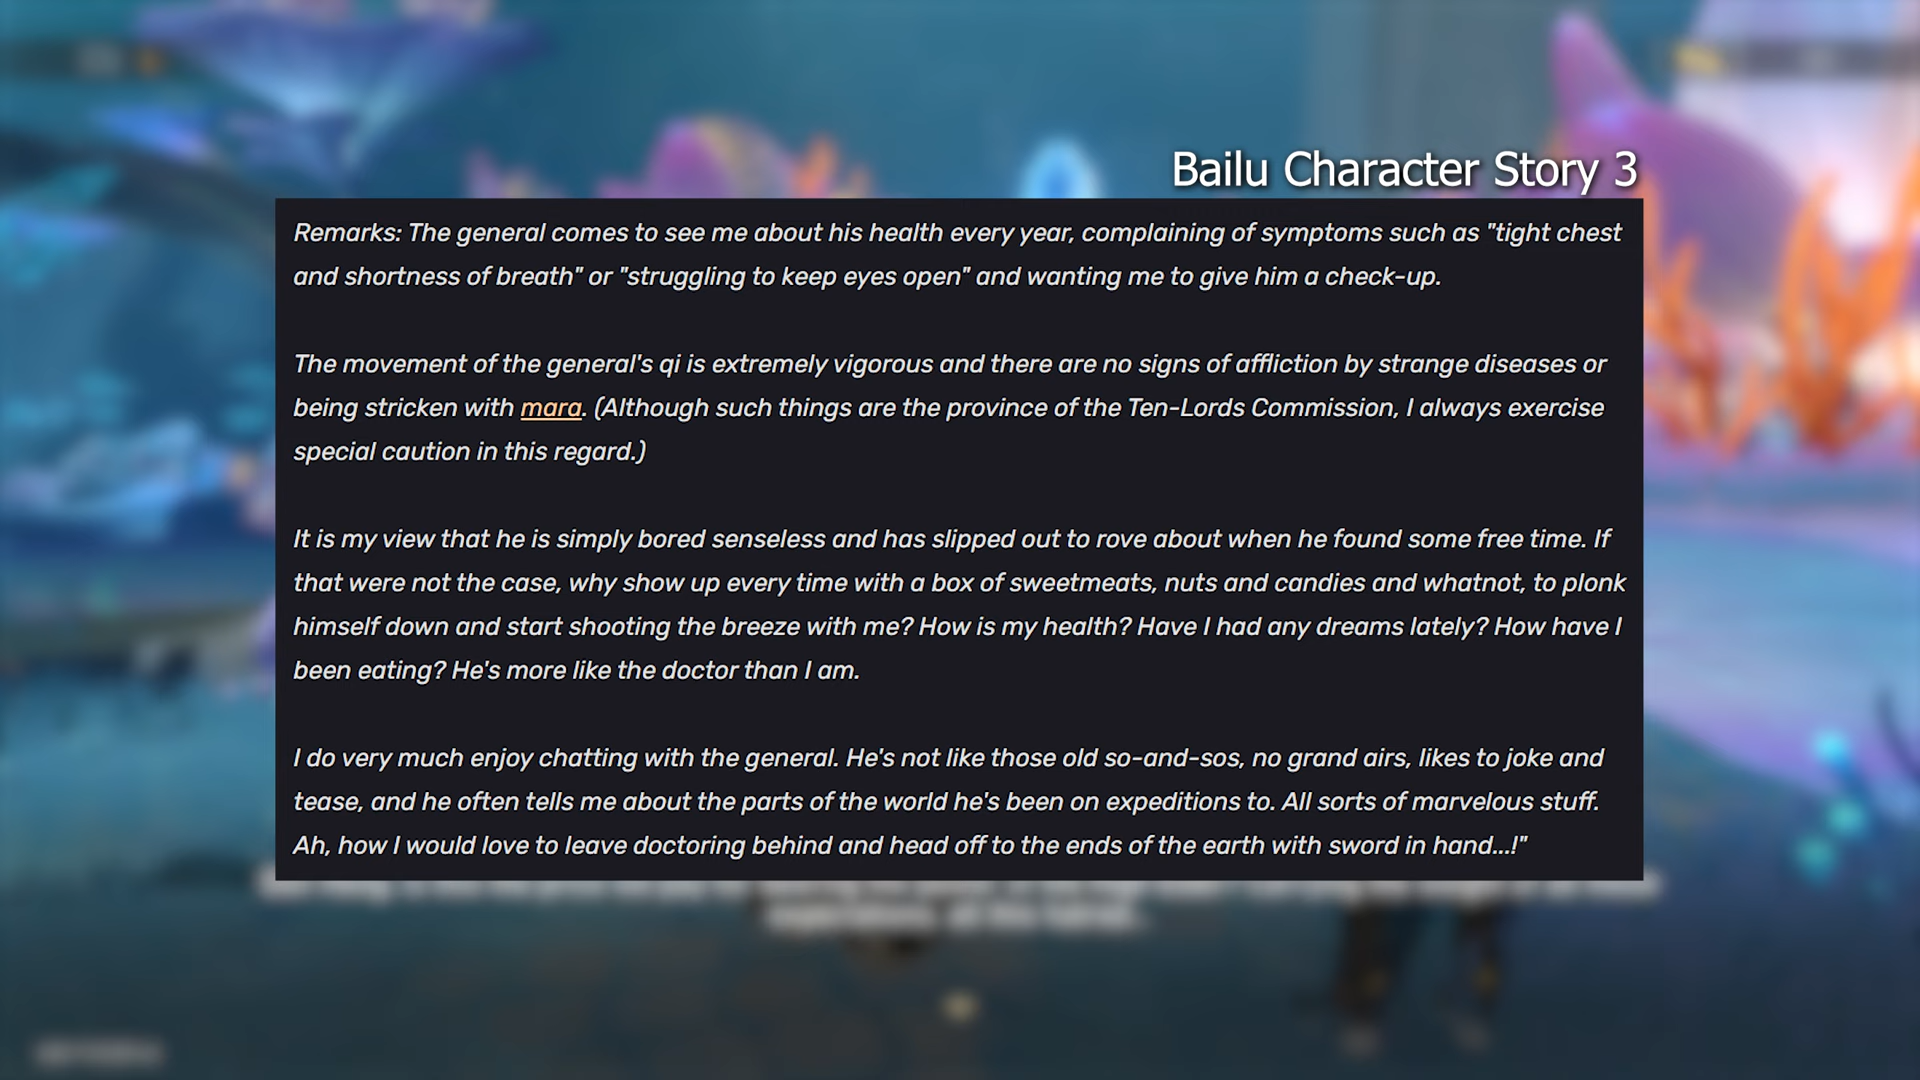 Bailu Character Story 3
Remarks: The general comes to see me about his health every year, complaining of symptoms such as "tight chest
and shortness of breath" or "struggling to keep eyes open" and wanting me to give him a check-up.
The movement of the general's qi is extremely vigorous and there are no signs of affliction by strange diseases or
being stricken with mara. (Although such things are the province of the Ten-Lords Commission, I always exercise
special caution in this regard.)
It is my view that he is simply bored senseless and has slipped out to rove about when he found some free time. If
that were not the case, why show up every time with a box of sweetmeats, nuts and candies and whatnot, to plonk
himself down and start shooting the breeze with me? How is my health? Have I had any dreams lately? How have I
been eating? He's more like the doctor than I am.
I do very much enjoy chatting with the general. He's not like those old so-and-sos, no grand airs, likes to joke and
tease, and he often tells me about the parts of the world he's been on expeditions to. All sorts of marvelous stuff.
Ah, how I would love to leave doctoring behind and head off to the ends of the earth with sword in hand...!"